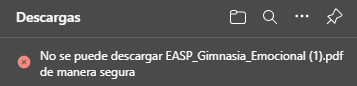 Descargas
No se puede descargar EASP_Gimnasia_Emocional (1).pdf
de manera segura